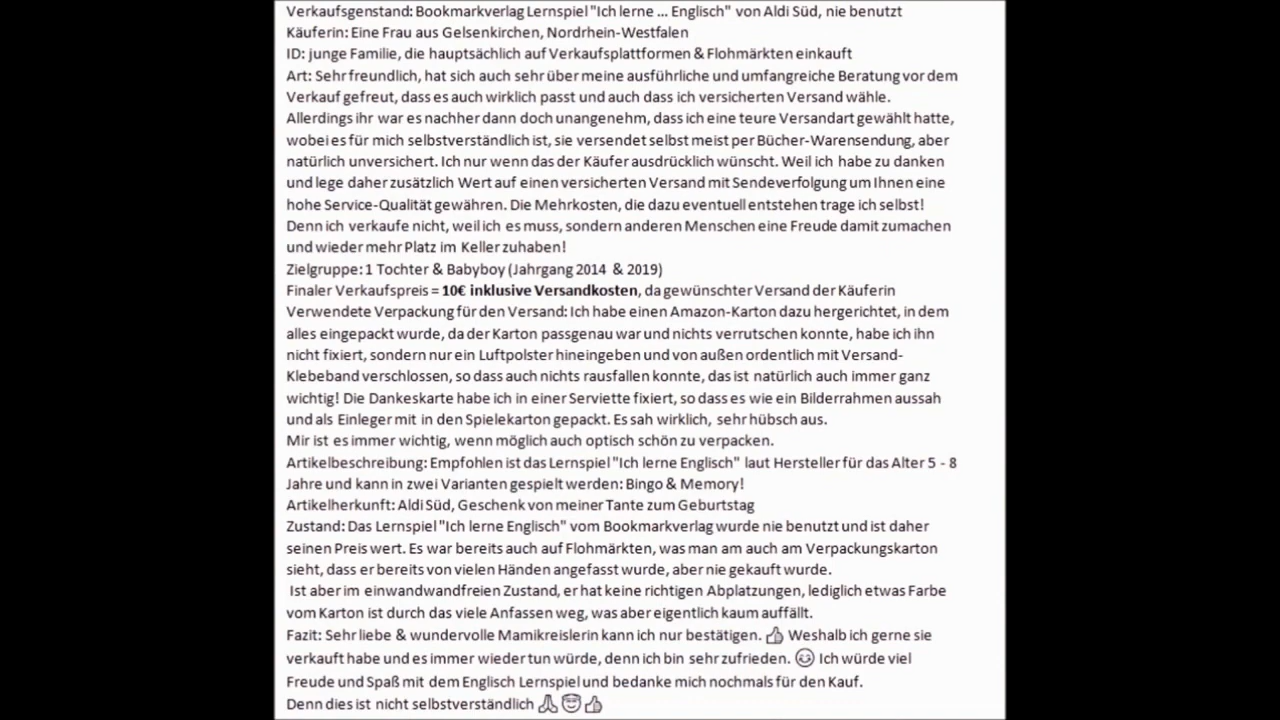 Verkaufsgenstand: Bookmarkverlag Lernspiel "Ich lerne ... Englisch" von Aldi Süd, nie benutzt
Käuferin: Eine Frau aus Gelsenkirchen, Nordrhein-Westfalen
ID: junge Familie, die hauptsächlich auf Verkaufsplattformen & Flohmärkten einkauft
Art: Sehr freundlich, hat sich auch sehr über meine ausführliche und umfangreiche Beratung vor dem
Verkauf gefreut, dass es auch wirklich passt und auch dass ich versicherten Versand wähle.
Allerdings ihr war es nachher dann doch unangenehm, dass ich eine teure Versandart gewählt hatte,
wobei es für mich selbstverständlich ist, sie versendet selbst meist per Bücher-Warensendung, aber
natürlich unversichert. Ich nur wenn das der Käufer ausdrücklich wünscht. Weil ich habe zu danken
und lege daher zusätzlich Wert auf einen versicherten Versand mit Sendeverfolgung um Ihnen eine
hohe Service-Qualität gewähren. Die Mehrkosten, die dazu eventuell entstehen trage ich selbst!
Denn ich verkaufe nicht, weil ich es muss, sondern anderen Menschen eine Freude damit zumachen
und wieder mehr Platz im Keller zuhaben!
Zielgruppe: 1 Tochter & Babyboy (Jahrgang 2014 & 2019)
Finaler Verkaufspreis = 10€ inklusive Versandkosten, da gewünschter Versand der Käuferin
Verwendete Verpackung für den Versand: Ich habe einen Amazon-Karton dazu hergerichtet, in dem
alles eingepackt wurde, da der Karton passgenau war und nichts verrutschen konnte, habe ich ihn
nicht fixiert, sondern nur ein Luftpolster hineingeben und von außen ordentlich mit Versand-
Klebeband verschlossen, so dass auch nichts rausfallen konnte, das ist natürlich auch immer ganz
wichtig! Die Dankeskarte habe ich in einer Serviette fixiert, so dass es wie ein Bilderrahmen aussah
und als Einleger mit in den Spielekarton gepackt. Es sah wirklich, sehr hübsch aus.
Mir ist es immer wichtig, wenn möglich auch optisch schön zu verpacken.
Artikelbeschreibung: Empfohlen ist das Lernspiel "Ich lerne Englisch" laut Hersteller für das Alter 5 - 8
Jahre und kann in zwei Varianten gespielt werden: Bingo & Memory!
Artikelherkunft: Aldi Süd, Geschenk von meiner Tante zum Geburtstag
Zustand: Das Lernspiel "Ich lerne Englisch" vom Bookmarkverlag wurde nie benutzt und ist daher
seinen Preis wert. Es war bereits auch auf Flohmärkten, was man am auch am Verpackungskarton
sieht, dass er bereits von vielen Händen angefasst wurde, aber nie gekauft wurde.
Ist aber im einwandwandfreien Zustand, er hat keine richtigen Abplatzungen, lediglich etwas Farbe
vom Karton ist durch das viele Anfassen weg, was aber eigentlich kaum auffällt.
Fazit: Sehr liebe & wundervolle Mamikreislerin kann ich nur bestätigen. 👍 Weshalb ich gerne sie
verkauft habe und es immer wieder tun würde, denn ich bin sehr zufrieden. 😊 Ich würde viel
Freude und Spaß mit dem Englisch Lernspiel und bedanke mich nochmals für den Kauf.
Denn dies ist nicht selbstverständlich 🙏😇👍